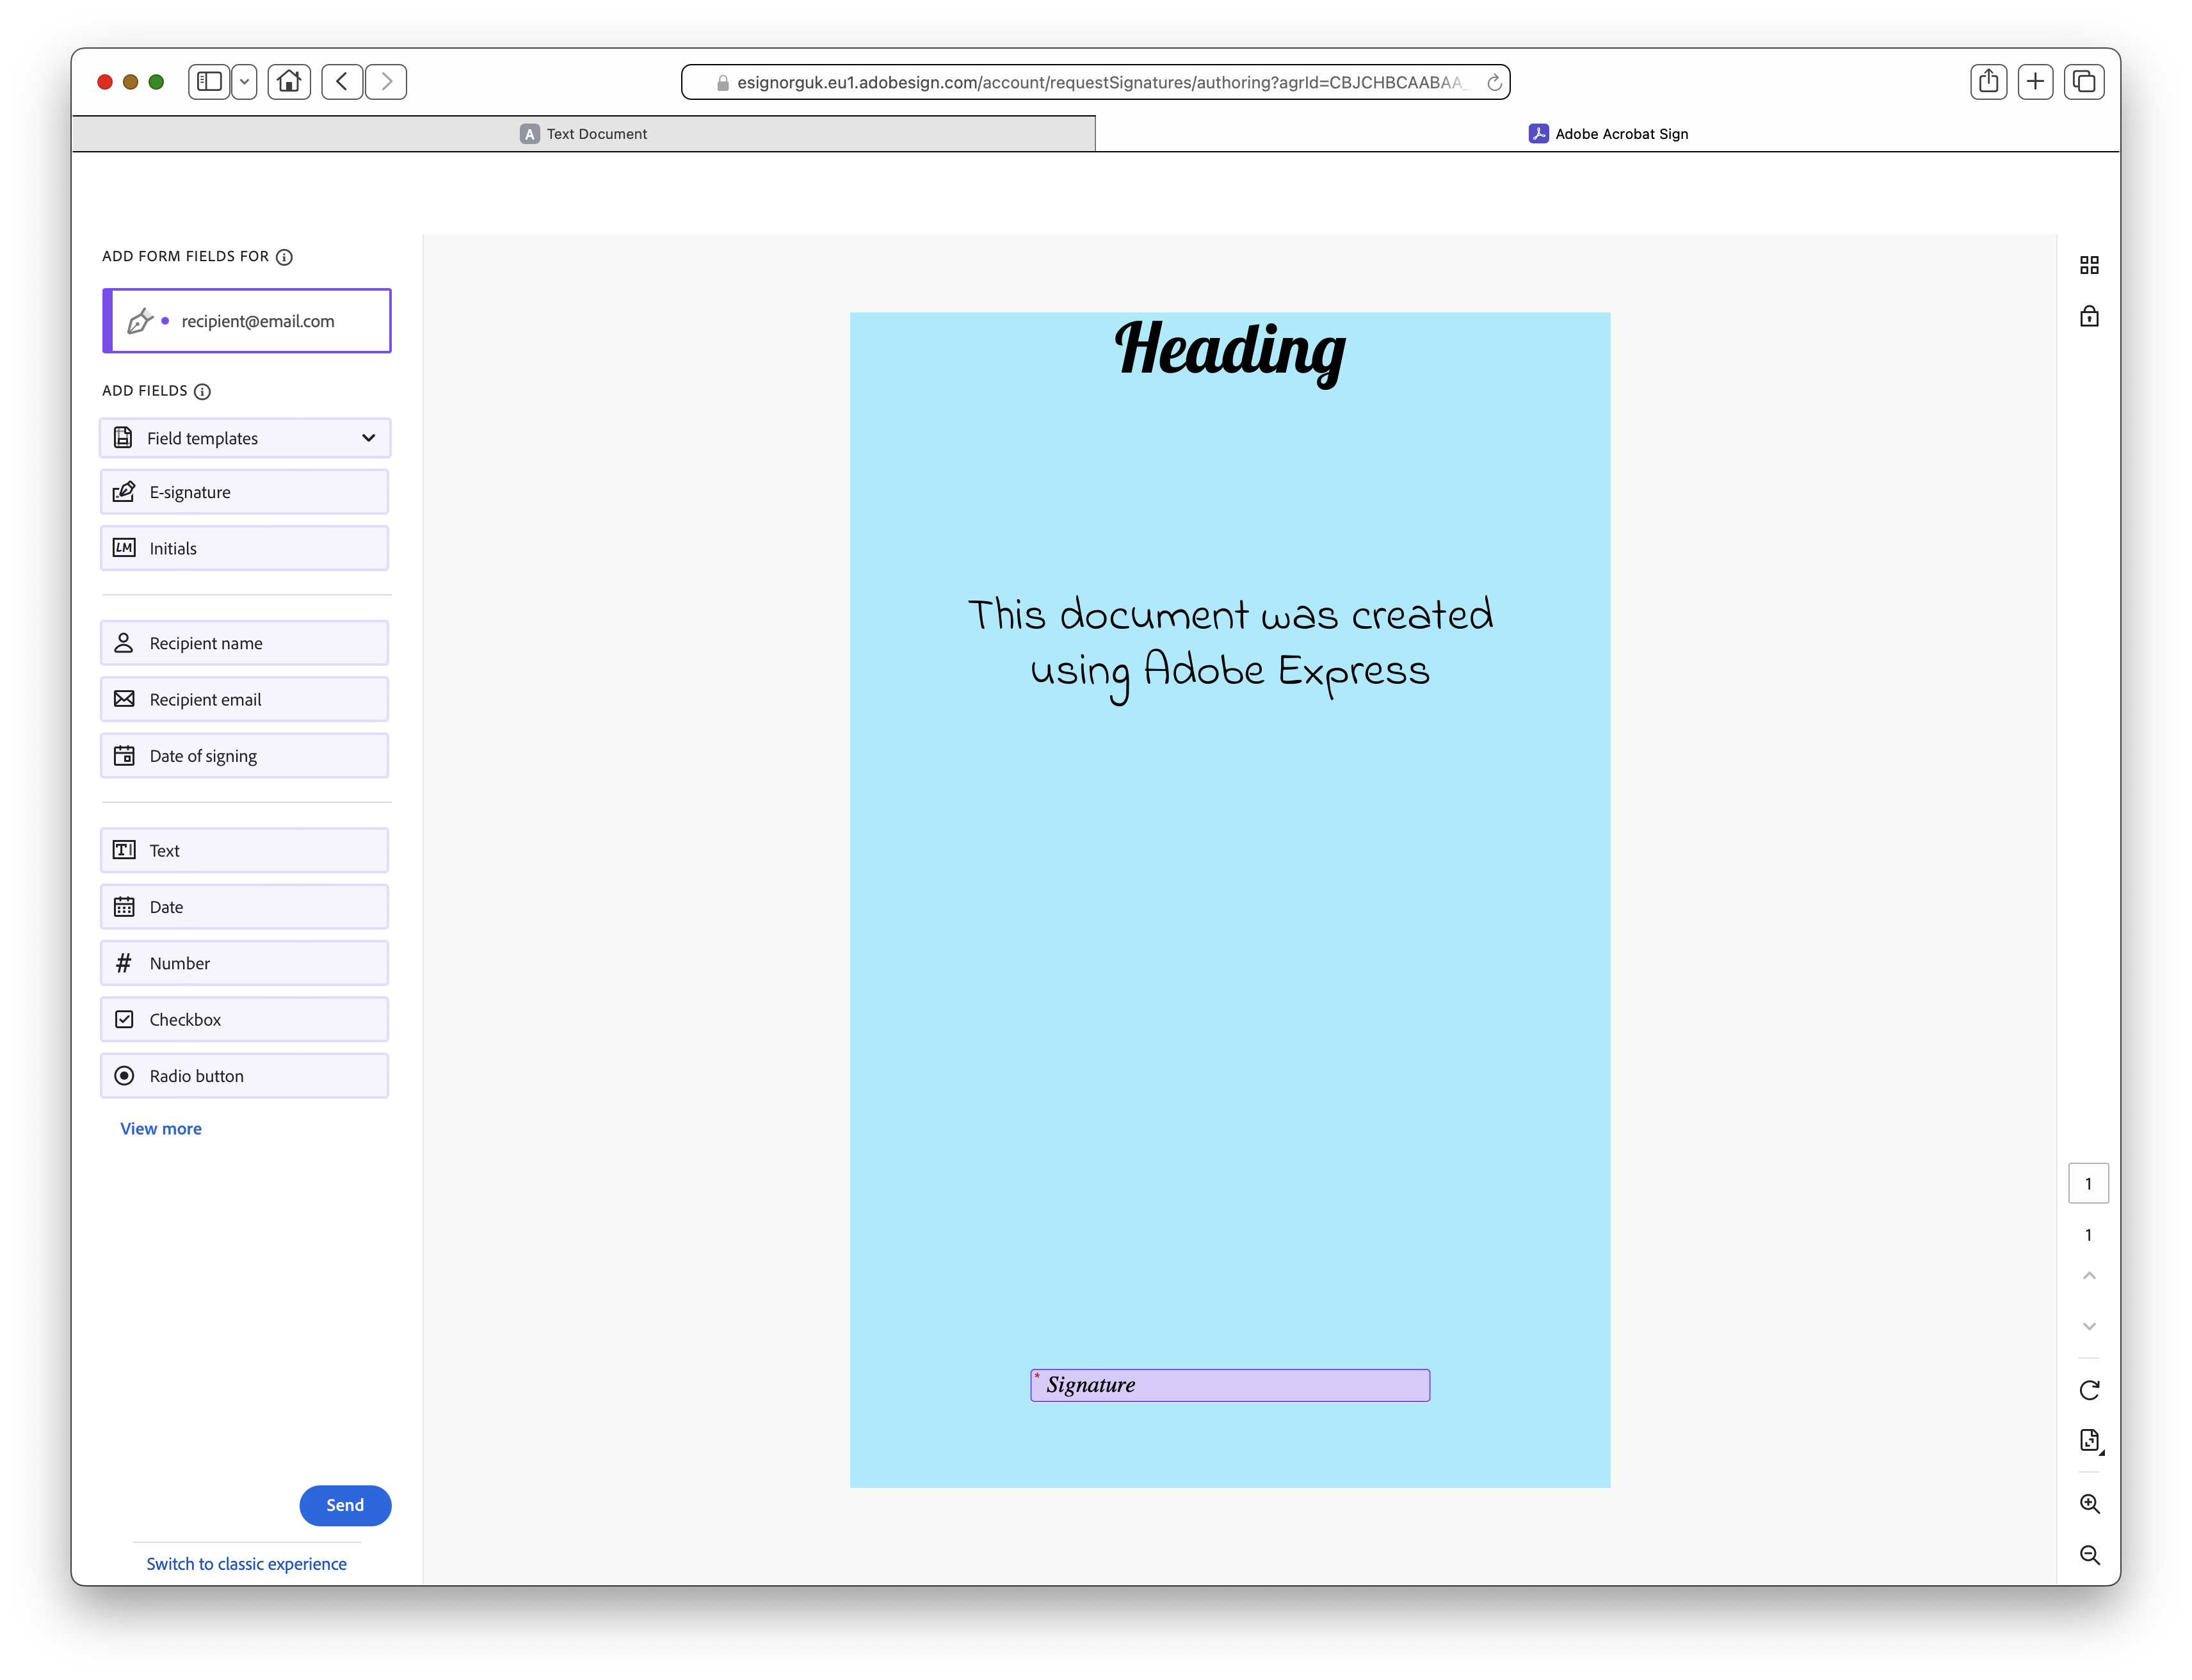 esignorguk.eu1.adobesign.com/account/requestSignatures/authoring?agrId=CBJCHBCAABAA_
A Text Document
Adobe Acrobat Sign
ADD FORM FIELDS FOR
recipient@email.com
ADD FIELDS
Field templates
E-signature
LM Initials
Recipient name
Recipient email
Date of signing
T Text
Date
# Number
Checkbox
Radio button
View more
Send
Switch to classic experience
Heading
This document was created
using Adobe Express
* Signature
1
1